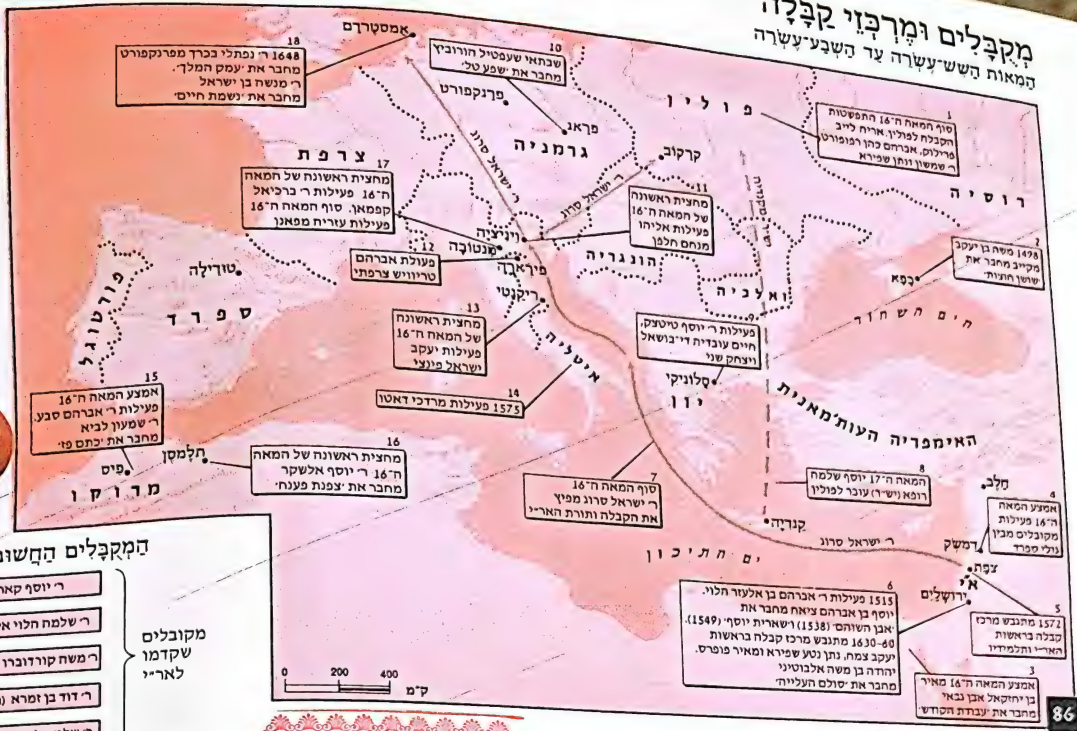 מְקֻבָּלִים וּמֶרְכְּזֵי קַבָּלָה
הַמֵּאוֹת הַשֵּׁשׁ־עֶשְׂרֵה עַד הַשְּׁבַע־עֶשְׂרֵה
18
1648 ר׳ נפתלי בכרך מפרנקפורט
מחבר את ׳עמק המלך׳.
ר׳ מנשה בן ישראל
מחבר את ׳נשמת חיים׳
אמסטרדם
10
שבתאי שעפטיל הורוביץ
מחבר את ׳שפע טל׳
פרנקפורט
פראג
גרמניה
פולין
1
סוף המאה ה־16 התפשטות
הקבלה לפולין. אריה לייב
פרילוק, אברהם כהן רפופורט
ר׳ שמשון ונתן שפירא
רוסיה
קרקוב
ר׳ ישראל סרוג
ר׳ ישראל סרוג
צרפת
17
מחצית ראשונה של המאה
ה־16 פעילות ר׳ ברכיאל
קפמאן. סוף המאה ה־16
פעילות עזריה מפאנו
11
מחצית ראשונה
של המאה ה־16
פעילות אליהו
מנחם חלפן
2
1498 משה בן יעקב
מקייב מחבר את
׳שושן חוצות׳
כפא
הים השחור
ויניציה
מנטובה
פירארה
ריקנטי
12
פעולת אברהם
טריוויש צרפתי
הונגריה
ואלכיה
9
פעילות ר׳ יוסף טיטצק,
חיים עובדיה די־בושאל
ויצחק שני
סלוניקי
יון
טודילה
ספרד
פורטוגל
13
מחצית ראשונה
של המאה ה־16
פעילות יעקב
ישראל פינצי
איטליה
14
1575 פעילות מרדכי דאטו
האימפריה העות׳מאנית
15
אמצע המאה ה־16
פעילות ר׳ אברהם סבע.
ר׳ שמעון לביא
מחבר את ׳כתם פז׳
פיס
מרוקו
תלמסן
16
מחצית ראשונה של המאה
ה־16 ר׳ יוסף אלשקר
מחבר את ׳צפנת פענח׳
7
סוף המאה ה־16
ר׳ ישראל סרוג מפיץ
את הקבלה ותורת האר״י
8
המאה ה־17 יוסף שלמה
רופא (יש״ר) עובר לפולין
קנדיה
ר׳ ישראל סרוג
ים התיכון
חלב
4
אמצע המאה
ה־16 פעילות
מקובלים מבין
גולי ספרד
דמשק
צפת
א״י
ירושלים
5
1572 מתגבש מרכז
קבלה בראשות
האר״י ותלמידיו
6
1515 פעילות ר׳ אברהם בן אלעזר הלוי.
יוסף בן אברהם ציאח מחבר את
׳אבן השוהם׳ (1538) ו׳שארית יוסף׳ (1549).
1630-60 מתגבש מרכז קבלה בראשות
יעקב צמח, נתן נטע שפירא ומאיר פופרס.
יהודה בן משה אלבוטיני
מחבר את ׳סולם העלייה׳
3
אמצע המאה ה־16 מאיר
בן יחזקאל אבן גבאי
מחבר את ׳עבודת הקודש׳
0 200 400
ק״מ
86
הַמְקֻבָּלִים הַחֲשׁוּ
ר׳ יוסף קאר
ר׳ שלמה הלוי אל
ר׳ משה קורדוברו
ר׳ דוד בן זמרא
מקובלים
שקדמו
לאר״י